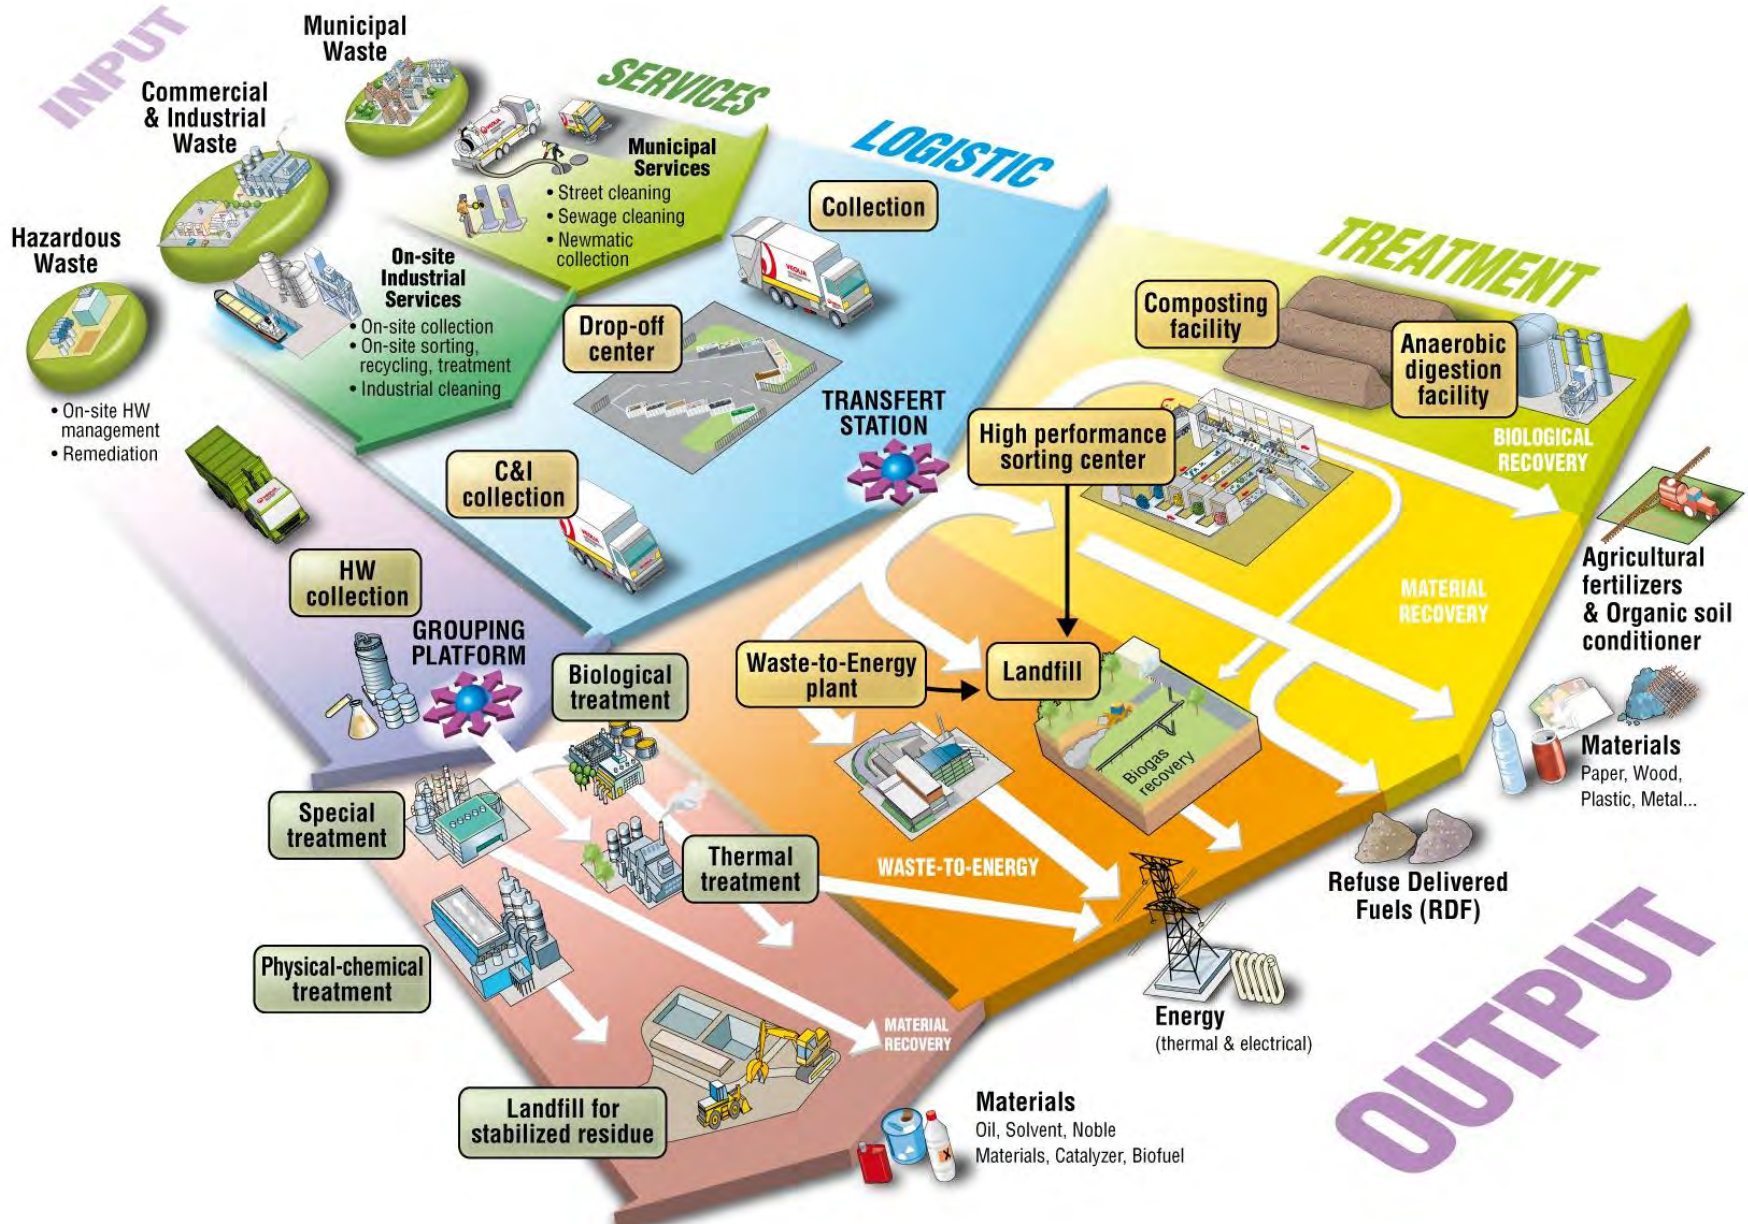 INPUT
Municipal
Waste
Commercial
& Industrial
Waste
Hazardous
Waste
• On-site HW
management
• Remediation
SERVICES
Municipal
Services
• Street cleaning
• Sewage cleaning
• Newmatic
collection
On-site
Industrial
Services
• On-site collection
• On-site sorting,
recycling, treatment
• Industrial cleaning
LOGISTIC
Collection
VEOLIA
Drop-off
center
TRANSFERT
STATION
C&I
collection
HW
collection
GROUPING
PLATFORM
TREATMENT
Composting
facility
Anaerobic
digestion
facility
BIOLOGICAL
RECOVERY
High performance
sorting center
MATERIAL
RECOVERY
Waste-to-Energy
plant
Landfill
Biogas
recovery
WASTE-TO-ENERGY
Biological
treatment
Special
treatment
Thermal
treatment
Physical-chemical
treatment
Landfill for
stabilized residue
MATERIAL
RECOVERY
Agricultural
fertilizers
& Organic soil
conditioner
Materials
Paper, Wood,
Plastic, Metal...
Refuse Delivered
Fuels (RDF)
Energy
(thermal & electrical)
Materials
Oil, Solvent, Noble
Materials, Catalyzer, Biofuel
OUTPUT